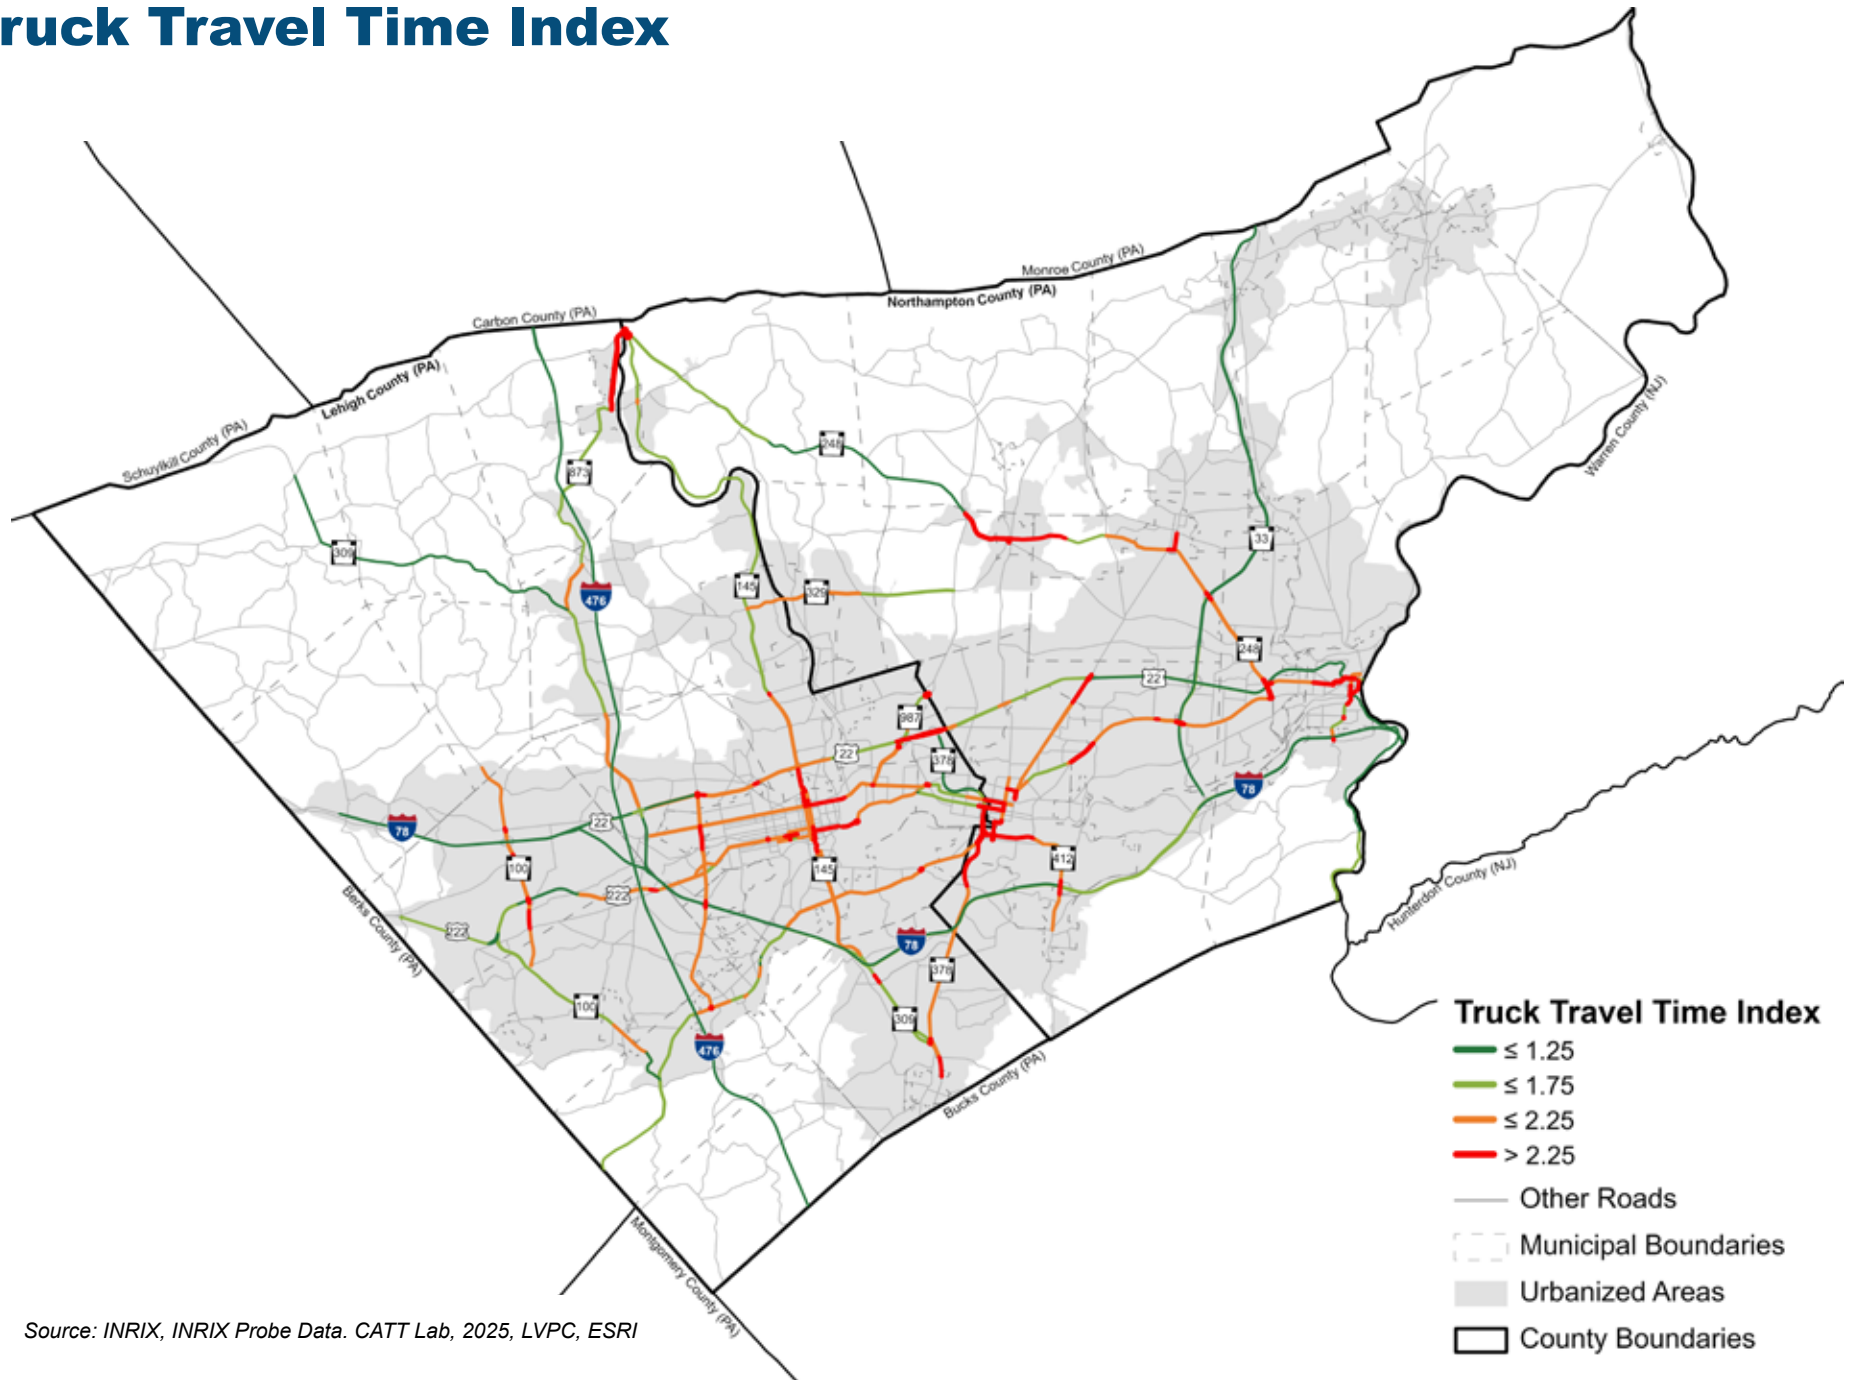 ruck Travel Time Index
Monroe County (PA)
Northampton County (PA)
Carbon County (PA)
Lehigh County (PA)
Schuylkill County (PA)
Warren County (NJ)
248
873
33
309
476
145
329
248
22
987
22
378
78
78
22
100
145
412
222
Berks County (PA)
222
78
Hunterdon County (NJ)
378
100
309
476
Bucks County (PA)
Montgomery County (PA)
Truck Travel Time Index
≤ 1.25
≤ 1.75
≤ 2.25
> 2.25
Other Roads
Municipal Boundaries
Urbanized Areas
County Boundaries
Source: INRIX, INRIX Probe Data. CATT Lab, 2025, LVPC, ESRI